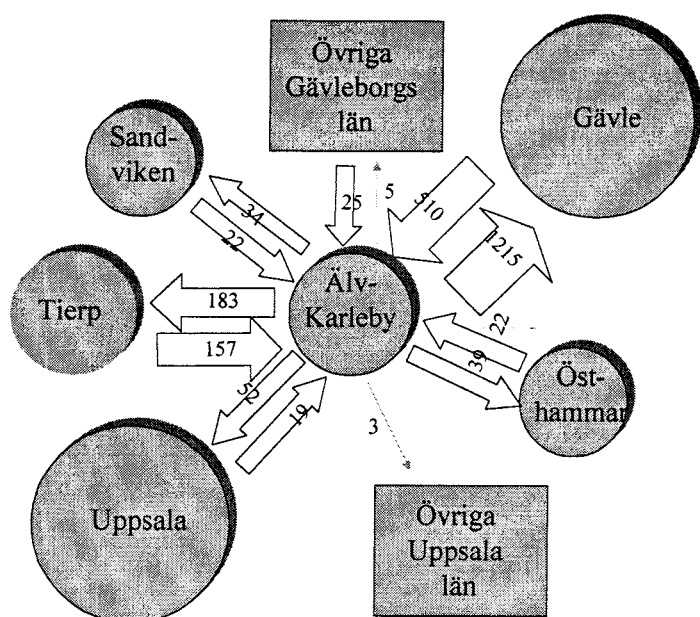 Övriga
Gävleborgs
län
Gävle
Sand-
viken
34
22
25
5
510
1215
Tierp
183
157
Älv-
Karleby
22
39
Öst-
hammar
52
19
3
Uppsala
Övriga
Uppsala
län